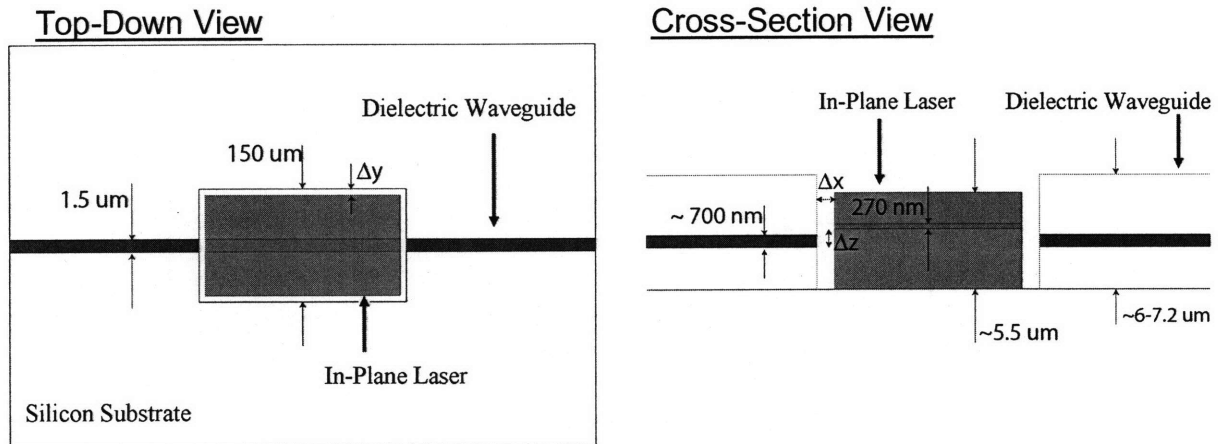 Top-Down View
Dielectric Waveguide
150 um
Δy
1.5 um
In-Plane Laser
Silicon Substrate
Cross-Section View
In-Plane Laser
Dielectric Waveguide
Δx
~ 700 nm
270 nm
Δz
~5.5 um
~6-7.2 um